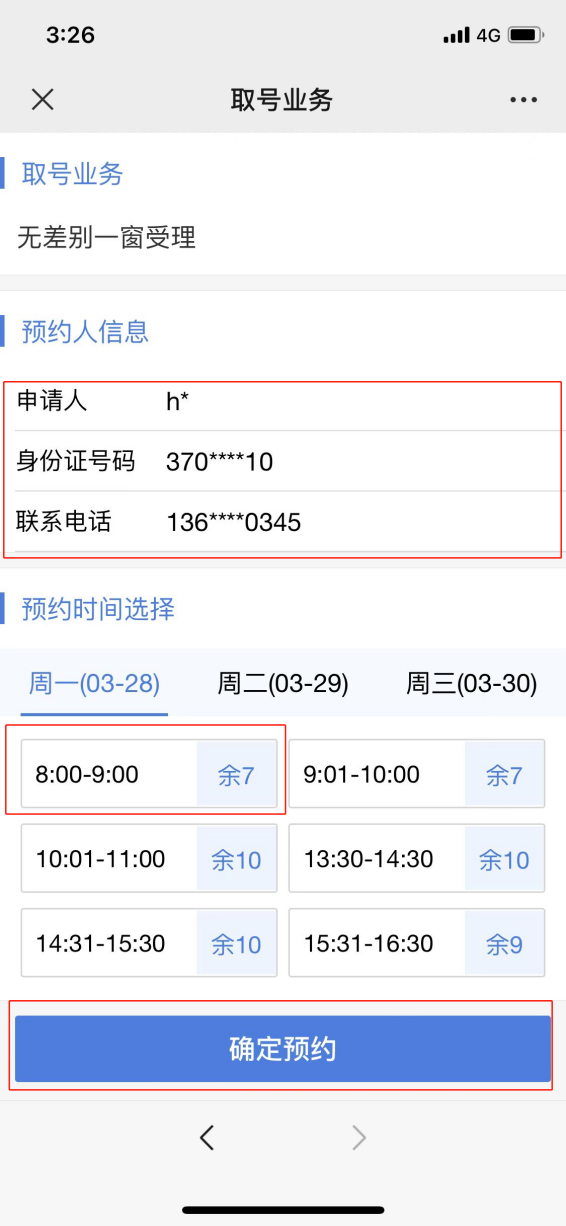 3:26 4G
取号业务
取号业务
无差别一窗受理
预约人信息
申请人 h*
身份证号码 370****10
联系电话 136****0345
预约时间选择
周一(03-28) 周二(03-29) 周三(03-30)
8:00-9:00 余7 9:01-10:00 余7
10:01-11:00 余10 13:30-14:30 余10
14:31-15:30 余10 15:31-16:30 余9
确定预约